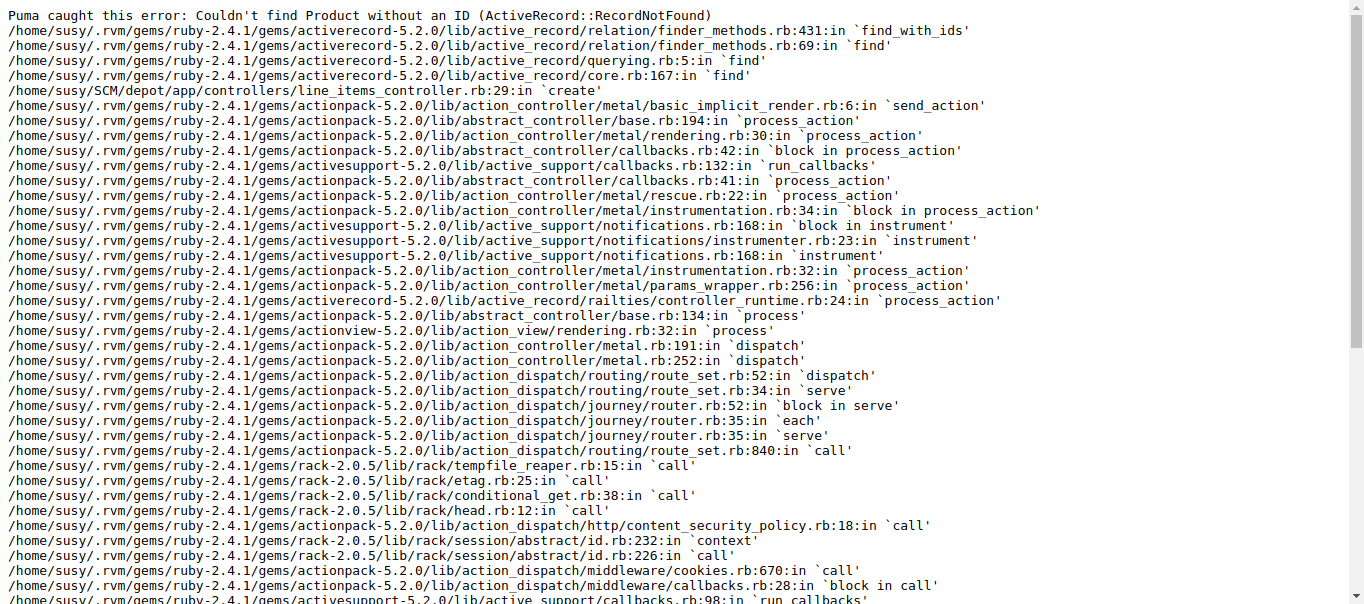 Puma caught this error: Couldn't find Product without an ID (ActiveRecord::RecordNotFound)
/home/susy/.rvm/gems/ruby-2.4.1/gems/activerecord-5.2.0/lib/active_record/relation/finder_methods.rb:431:in `find_with_ids'
/home/susy/.rvm/gems/ruby-2.4.1/gems/activerecord-5.2.0/lib/active_record/relation/finder_methods.rb:69:in `find'
/home/susy/.rvm/gems/ruby-2.4.1/gems/activerecord-5.2.0/lib/active_record/querying.rb:5:in `find'
/home/susy/.rvm/gems/ruby-2.4.1/gems/activerecord-5.2.0/lib/active_record/core.rb:167:in `find'
/home/susy/SCM/depot/app/controllers/line_items_controller.rb:29:in `create'
/home/susy/.rvm/gems/ruby-2.4.1/gems/actionpack-5.2.0/lib/action_controller/metal/basic_implicit_render.rb:6:in `send_action'
/home/susy/.rvm/gems/ruby-2.4.1/gems/actionpack-5.2.0/lib/abstract_controller/base.rb:194:in `process_action'
/home/susy/.rvm/gems/ruby-2.4.1/gems/actionpack-5.2.0/lib/action_controller/metal/rendering.rb:30:in `process_action'
/home/susy/.rvm/gems/ruby-2.4.1/gems/actionpack-5.2.0/lib/abstract_controller/callbacks.rb:42:in `block in process_action'
/home/susy/.rvm/gems/ruby-2.4.1/gems/activesupport-5.2.0/lib/active_support/callbacks.rb:132:in `run_callbacks'
/home/susy/.rvm/gems/ruby-2.4.1/gems/actionpack-5.2.0/lib/abstract_controller/callbacks.rb:41:in `process_action'
/home/susy/.rvm/gems/ruby-2.4.1/gems/actionpack-5.2.0/lib/action_controller/metal/rescue.rb:22:in `process_action'
/home/susy/.rvm/gems/ruby-2.4.1/gems/actionpack-5.2.0/lib/action_controller/metal/instrumentation.rb:34:in `block in process_action'
/home/susy/.rvm/gems/ruby-2.4.1/gems/activesupport-5.2.0/lib/active_support/notifications.rb:168:in `block in instrument'
/home/susy/.rvm/gems/ruby-2.4.1/gems/activesupport-5.2.0/lib/active_support/notifications/instrumenter.rb:23:in `instrument'
/home/susy/.rvm/gems/ruby-2.4.1/gems/activesupport-5.2.0/lib/active_support/notifications.rb:168:in `instrument'
/home/susy/.rvm/gems/ruby-2.4.1/gems/actionpack-5.2.0/lib/action_controller/metal/instrumentation.rb:32:in `process_action'
/home/susy/.rvm/gems/ruby-2.4.1/gems/actionpack-5.2.0/lib/action_controller/metal/params_wrapper.rb:256:in `process_action'
/home/susy/.rvm/gems/ruby-2.4.1/gems/activerecord-5.2.0/lib/active_record/railties/controller_runtime.rb:24:in `process_action'
/home/susy/.rvm/gems/ruby-2.4.1/gems/actionpack-5.2.0/lib/abstract_controller/base.rb:134:in `process'
/home/susy/.rvm/gems/ruby-2.4.1/gems/actionview-5.2.0/lib/action_view/rendering.rb:32:in `process'
/home/susy/.rvm/gems/ruby-2.4.1/gems/actionpack-5.2.0/lib/action_controller/metal.rb:191:in `dispatch'
/home/susy/.rvm/gems/ruby-2.4.1/gems/actionpack-5.2.0/lib/action_controller/metal.rb:252:in `dispatch'
/home/susy/.rvm/gems/ruby-2.4.1/gems/actionpack-5.2.0/lib/action_dispatch/routing/route_set.rb:52:in `dispatch'
/home/susy/.rvm/gems/ruby-2.4.1/gems/actionpack-5.2.0/lib/action_dispatch/routing/route_set.rb:34:in `serve'
/home/susy/.rvm/gems/ruby-2.4.1/gems/actionpack-5.2.0/lib/action_dispatch/journey/router.rb:52:in `block in serve'
/home/susy/.rvm/gems/ruby-2.4.1/gems/actionpack-5.2.0/lib/action_dispatch/journey/router.rb:35:in `each'
/home/susy/.rvm/gems/ruby-2.4.1/gems/actionpack-5.2.0/lib/action_dispatch/journey/router.rb:35:in `serve'
/home/susy/.rvm/gems/ruby-2.4.1/gems/actionpack-5.2.0/lib/action_dispatch/routing/route_set.rb:840:in `call'
/home/susy/.rvm/gems/ruby-2.4.1/gems/rack-2.0.5/lib/rack/tempfile_reaper.rb:15:in `call'
/home/susy/.rvm/gems/ruby-2.4.1/gems/rack-2.0.5/lib/rack/etag.rb:25:in `call'
/home/susy/.rvm/gems/ruby-2.4.1/gems/rack-2.0.5/lib/rack/conditional_get.rb:38:in `call'
/home/susy/.rvm/gems/ruby-2.4.1/gems/rack-2.0.5/lib/rack/head.rb:12:in `call'
/home/susy/.rvm/gems/ruby-2.4.1/gems/actionpack-5.2.0/lib/action_dispatch/http/content_security_policy.rb:18:in `call'
/home/susy/.rvm/gems/ruby-2.4.1/gems/rack-2.0.5/lib/rack/session/abstract/id.rb:232:in `context'
/home/susy/.rvm/gems/ruby-2.4.1/gems/rack-2.0.5/lib/rack/session/abstract/id.rb:226:in `call'
/home/susy/.rvm/gems/ruby-2.4.1/gems/actionpack-5.2.0/lib/action_dispatch/middleware/cookies.rb:670:in `call'
/home/susy/.rvm/gems/ruby-2.4.1/gems/actionpack-5.2.0/lib/action_dispatch/middleware/callbacks.rb:28:in `block in call'
/home/susy/.rvm/gems/ruby-2.4.1/gems/activesupport-5.2.0/lib/active_support/callbacks.rb:98:in `run_callbacks'